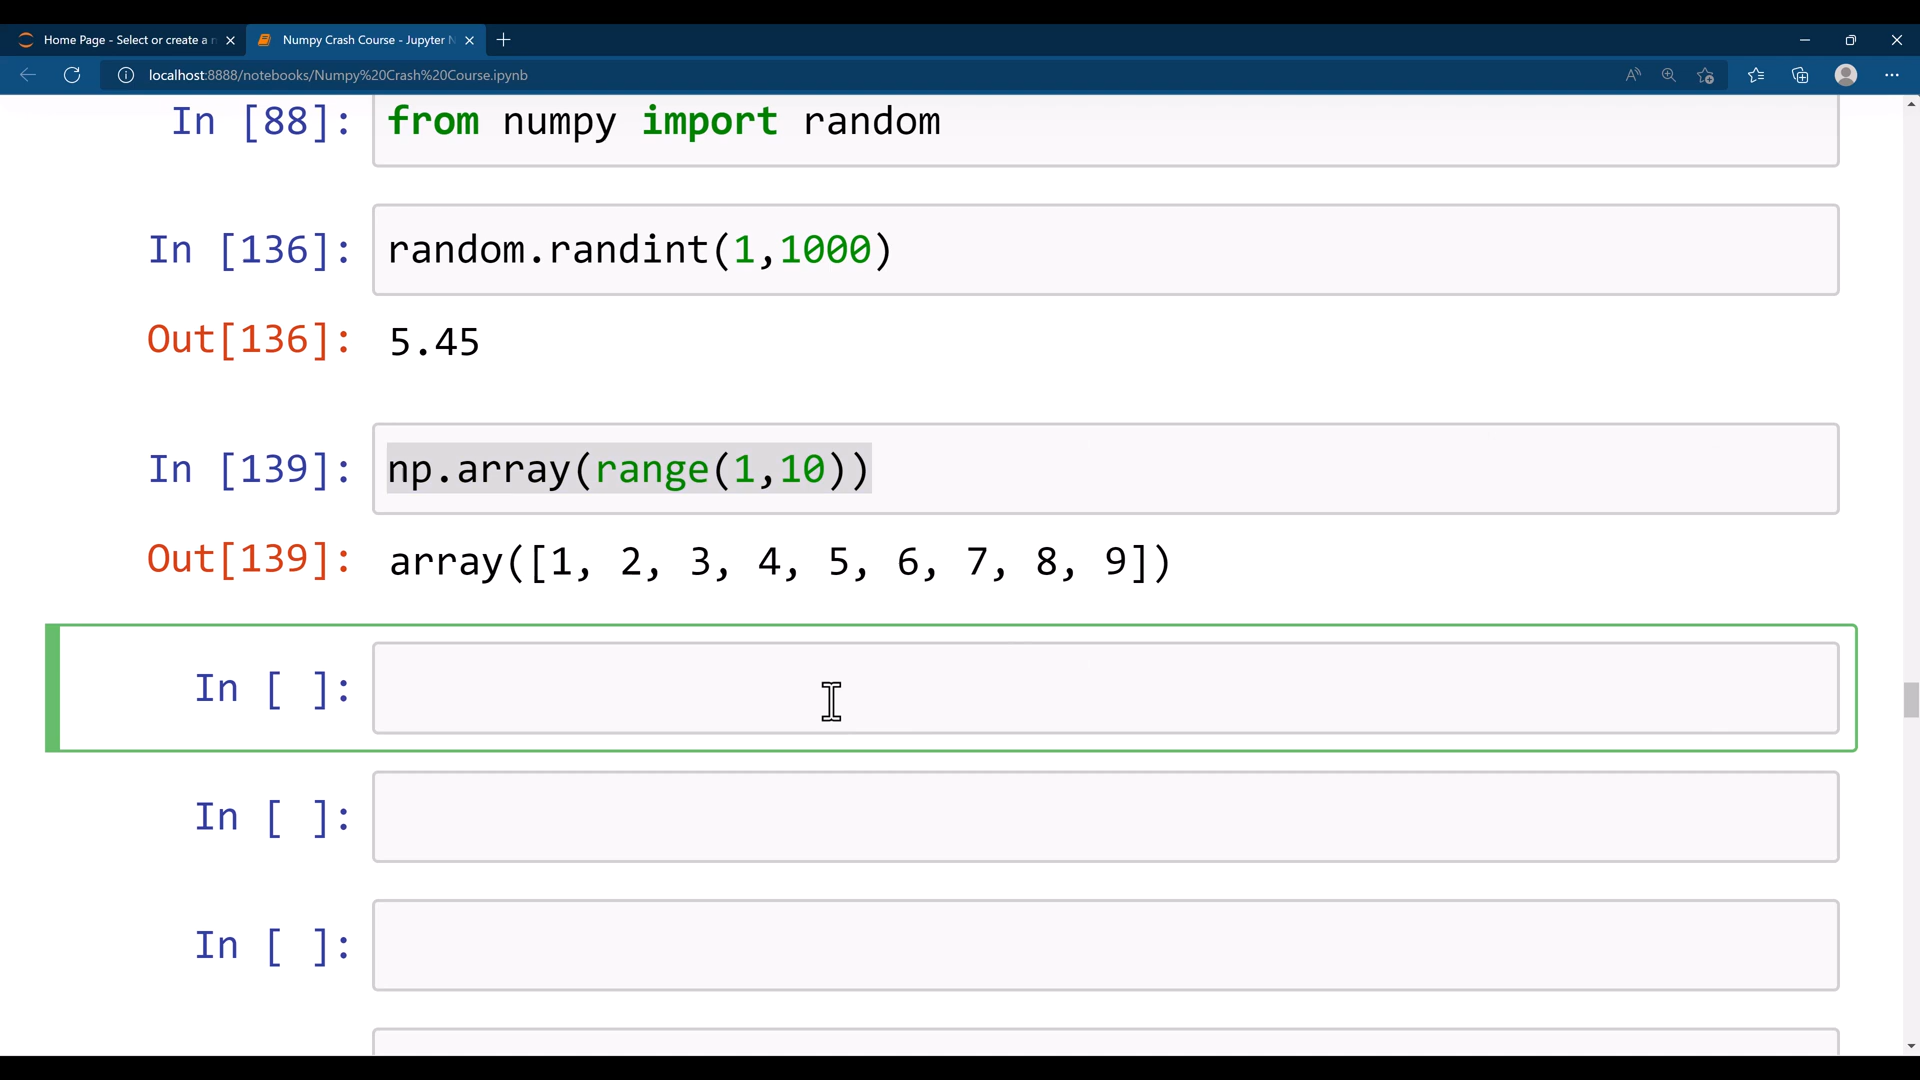 Home Page - Select or create a n
Numpy Crash Course - Jupyter N
localhost:8888/notebooks/Numpy%20Crash%20Course.ipynb
In [88]: from numpy import random
In [136]: random.randint(1,1000)
Out[136]: 5.45
In [139]: np.array(range(1,10))
Out[139]: array([1, 2, 3, 4, 5, 6, 7, 8, 9])
In [ ]:
In [ ]:
In [ ]: